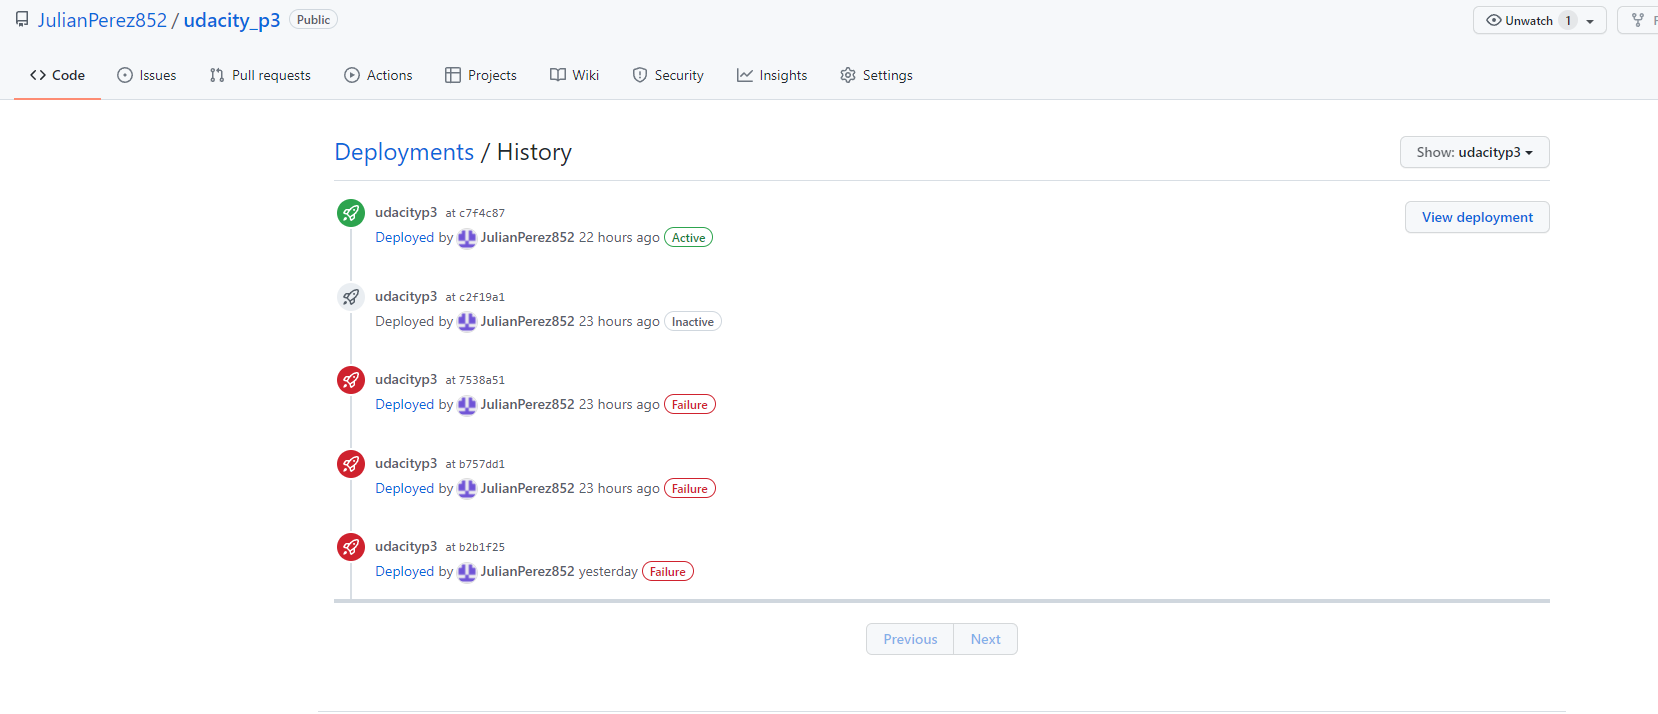 JulianPerez852 / udacity_p3 Public Unwatch 1 F
Code Issues Pull requests Actions Projects Wiki Security Insights Settings
Deployments / History Show: udacityp3
udacityp3 at c7f4c87 View deployment
Deployed by JulianPerez852 22 hours ago Active
udacityp3 at c2f19a1
Deployed by JulianPerez852 23 hours ago Inactive
udacityp3 at 7538a51
Deployed by JulianPerez852 23 hours ago Failure
udacityp3 at b757dd1
Deployed by JulianPerez852 23 hours ago Failure
udacityp3 at b2b1f25
Deployed by JulianPerez852 yesterday Failure
Previous Next